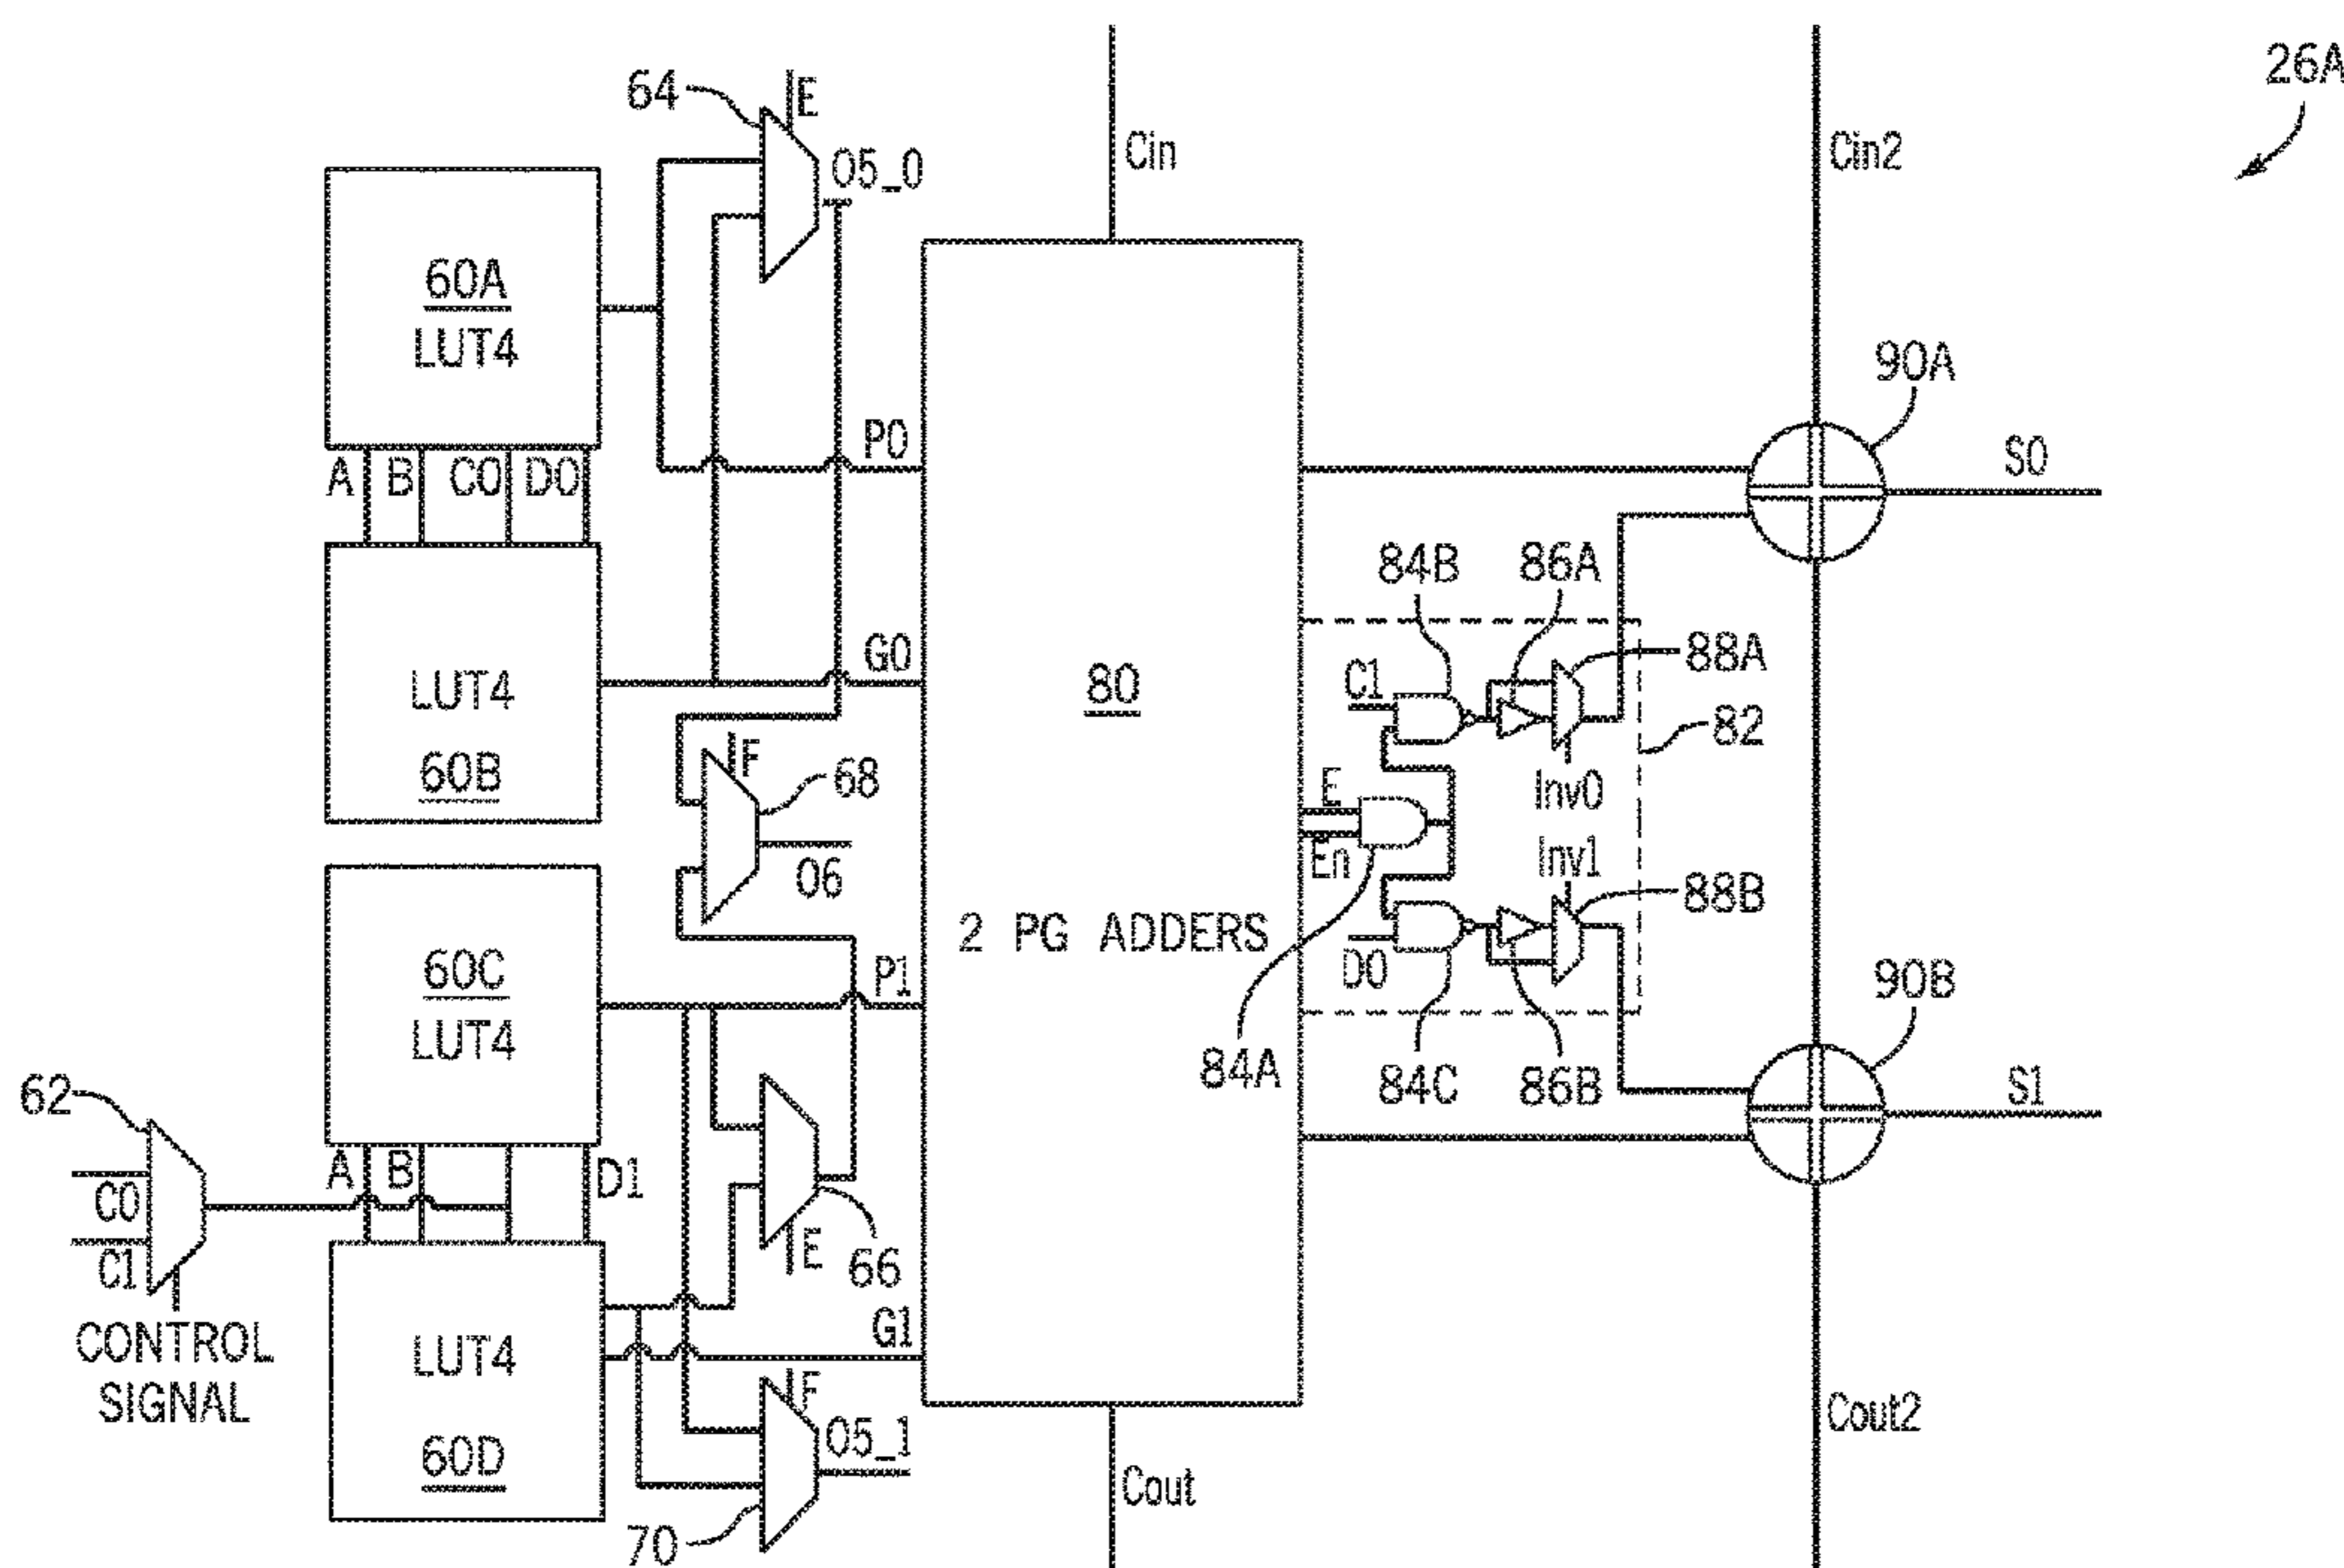 26A
64
E
O5_0
Cin
Cin2
60A
LUT4
90A
P0
S0
A
B
C0
D0
84B
86A
G0
C1
88A
LUT4
60B
80
82
F
68
E
Inv0
O6
En
Inv1
88B
60C
LUT4
P1
2 PG ADDERS
D0
90B
84A
84C
86B
62
S1
A
B
D1
C0
C1
E
66
CONTROL
SIGNAL
G1
LUT4
60D
F
O5_1
Cout2
Cout
70